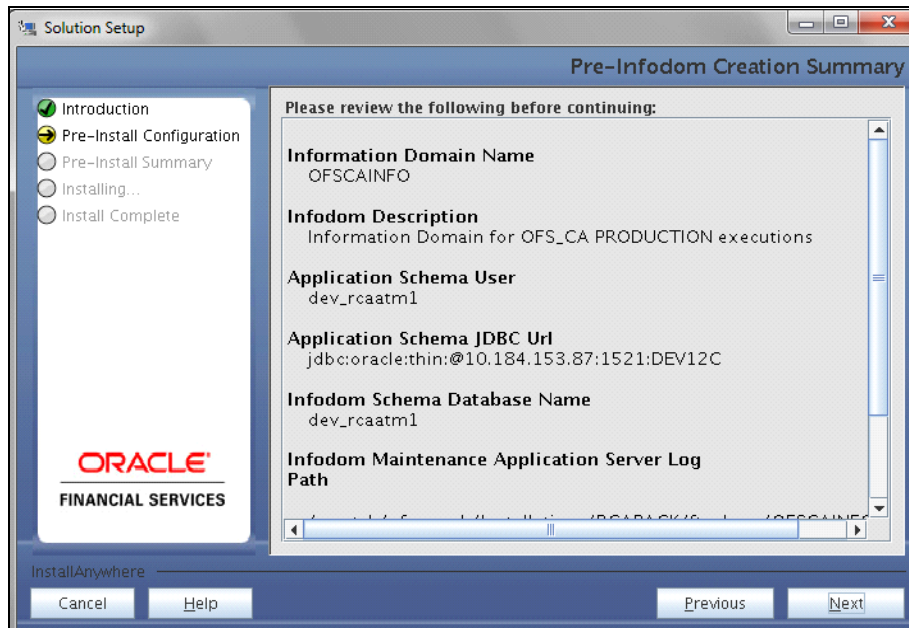 Solution Setup
Pre-Infodom Creation Summary
Introduction
Pre-Install Configuration
Pre-Install Summary
Installing...
Install Complete
ORACLE
FINANCIAL SERVICES
Please review the following before continuing:
Information Domain Name
OFSCAINFO
Infodom Description
Information Domain for OFS_CA PRODUCTION executions
Application Schema User
dev_rcaatm1
Application Schema JDBC Url
jdbc:oracle:thin:@10.184.153.87:1521:DEV12C
Infodom Schema Database Name
dev_rcaatm1
Infodom Maintenance Application Server Log
Path
InstallAnywhere
Cancel
Help
Previous
Next